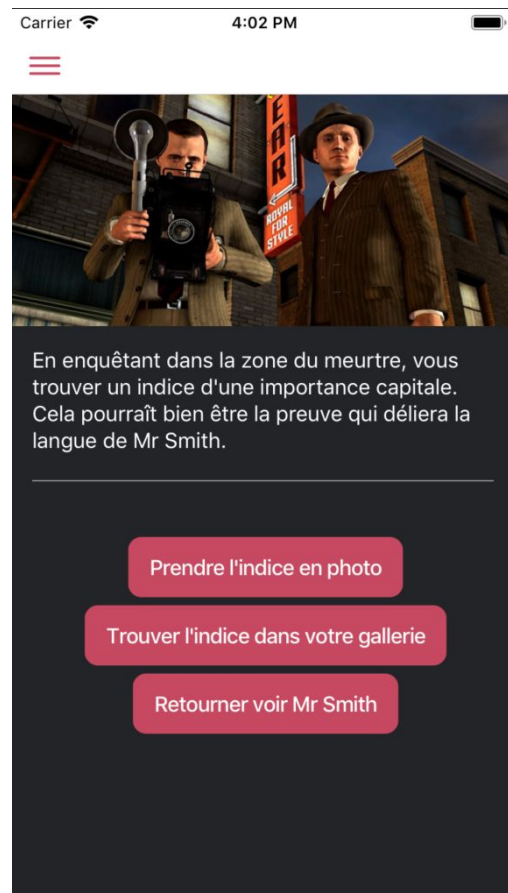 Carrier 4:02 PM
EAR
ROYAL
FOR
STYLE
En enquêtant dans la zone du meurtre, vous
trouver un indice d'une importance capitale.
Cela pourraît bien être la preuve qui déliera la
langue de Mr Smith.
Prendre l'indice en photo
Trouver l'indice dans votre gallerie
Retourner voir Mr Smith